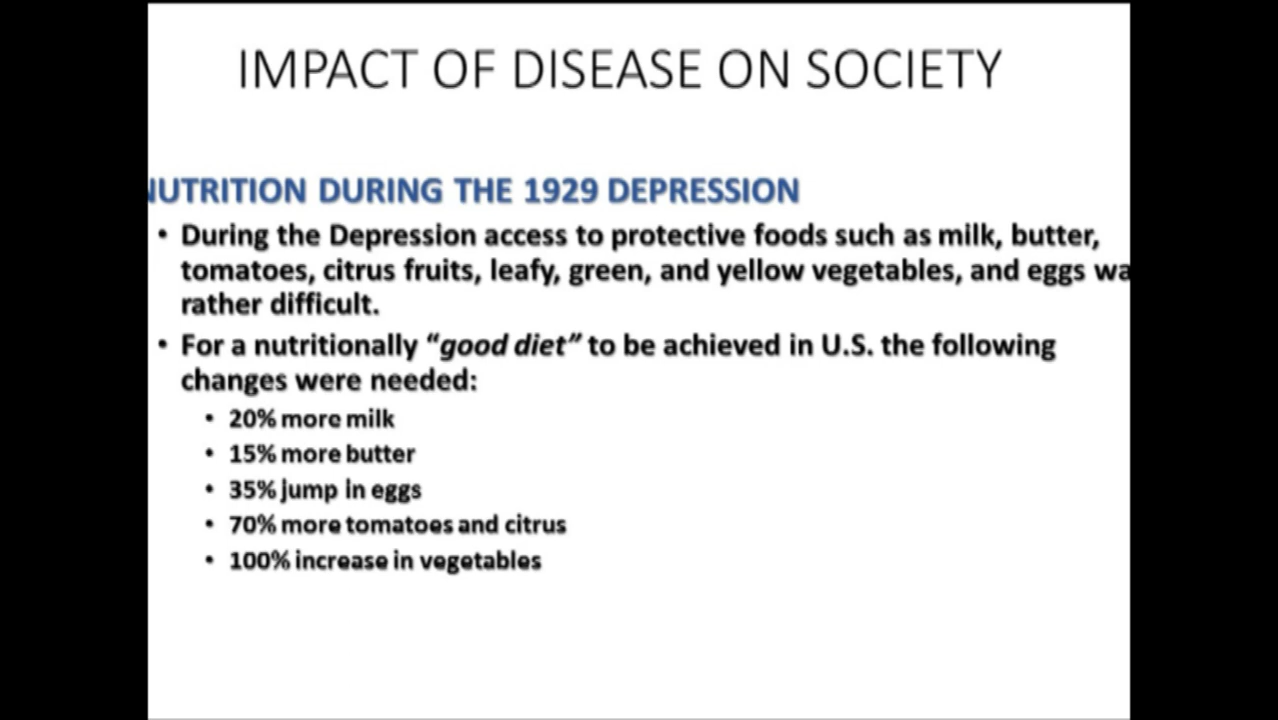 IMPACT OF DISEASE ON SOCIETY
NUTRITION DURING THE 1929 DEPRESSION
• During the Depression access to protective foods such as milk, butter,
tomatoes, citrus fruits, leafy, green, and yellow vegetables, and eggs wa
rather difficult.
• For a nutritionally “good diet” to be achieved in U.S. the following
changes were needed:
• 20% more milk
• 15% more butter
• 35% jump in eggs
• 70% more tomatoes and citrus
• 100% increase in vegetables